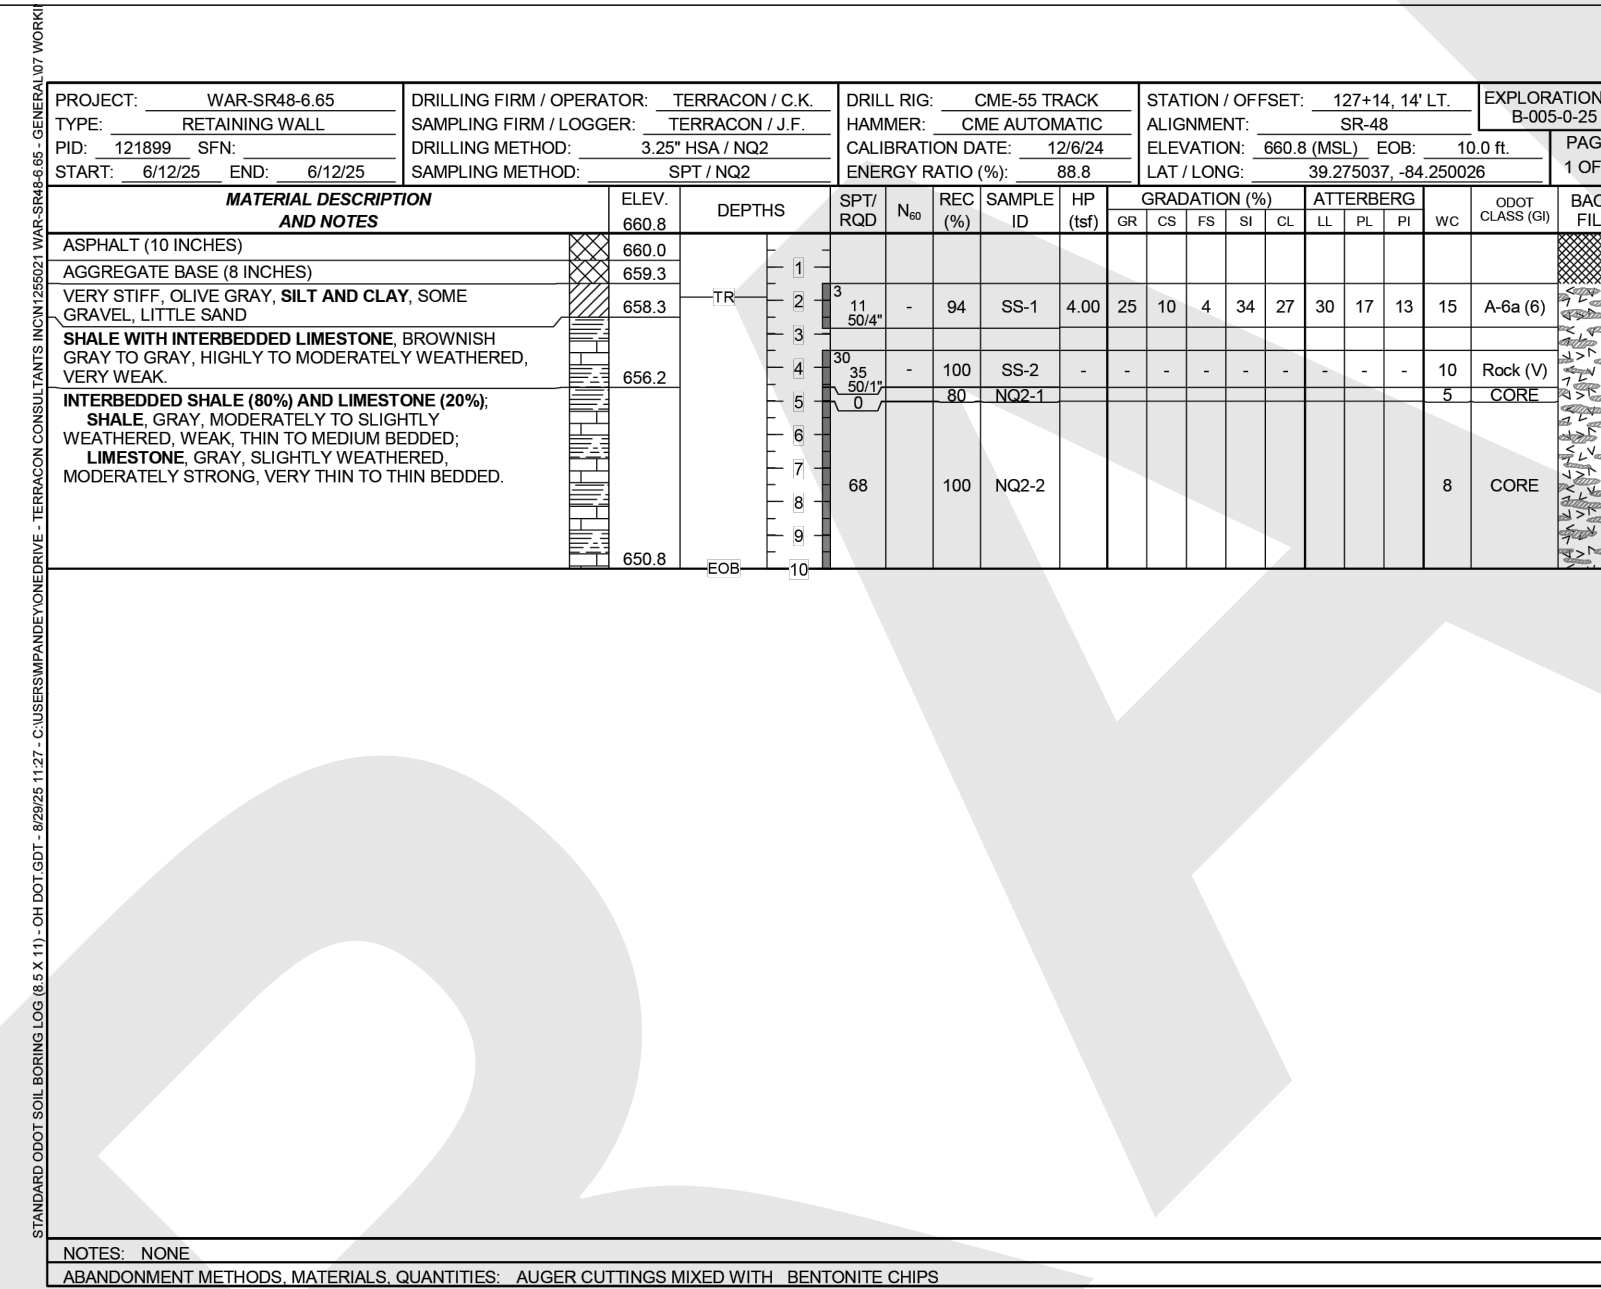 PROJECT: WAR-SR48-6.65 DRILLING FIRM / OPERATOR: TERRACON / C.K. DRILL RIG: CME-55 TRACK STATION / OFFSET: 127+14, 14' LT. EXPLORATION
TYPE: RETAINING WALL SAMPLING FIRM / LOGGER: TERRACON / J.F. HAMMER: CME AUTOMATIC ALIGNMENT: SR-48 B-005-0-25
PID: 121899 SFN: DRILLING METHOD: 3.25" HSA / NQ2 CALIBRATION DATE: 12/6/24 ELEVATION: 660.8 (MSL) EOB: 10.0 ft. PAG
START: 6/12/25 END: 6/12/25 SAMPLING METHOD: SPT / NQ2 ENERGY RATIO (%): 88.8 LAT / LONG: 39.275037, -84.250026 1 OF
MATERIAL DESCRIPTION ELEV. DEPTHS SPT/ N60 REC SAMPLE HP GRADATION (%) ATTERBERG ODOT BAC
AND NOTES 660.8 RQD (%) ID (tsf) GR CS FS SI CL LL PL PI WC CLASS (GI) FIL
ASPHALT (10 INCHES) 660.0
1
AGGREGATE BASE (8 INCHES) 659.3
VERY STIFF, OLIVE GRAY, SILT AND CLAY, SOME TR 2 3
GRAVEL, LITTLE SAND 658.3 11 - 94 SS-1 4.00 25 10 4 34 27 30 17 13 15 A-6a (6)
50/4"
SHALE WITH INTERBEDDED LIMESTONE, BROWNISH 3
GRAY TO GRAY, HIGHLY TO MODERATELY WEATHERED, 30
4 35 - 100 SS-2 - - - - - - - - - 10 Rock (V)
VERY WEAK. 656.2 50/1"
INTERBEDDED SHALE (80%) AND LIMESTONE (20%); 5 0 80 NQ2-1 5 CORE
SHALE, GRAY, MODERATELY TO SLIGHTLY
WEATHERED, WEAK, THIN TO MEDIUM BEDDED; 6
LIMESTONE, GRAY, SLIGHTLY WEATHERED,
MODERATELY STRONG, VERY THIN TO THIN BEDDED. 7
68 100 NQ2-2 8 CORE
8
9
650.8 EOB 10
NOTES: NONE
ABANDONMENT METHODS, MATERIALS, QUANTITIES: AUGER CUTTINGS MIXED WITH BENTONITE CHIPS
STANDARD ODOT SOIL BORING LOG (8.5 X 11) - OH DOT.GDT - 8/29/25 11:27 - C:\USERS\MPANDEY\ONEDRIVE - TERRACON CONSULTANTS INC\N1255021 WAR-SR48-6.65 - GENERAL\07 WORKI